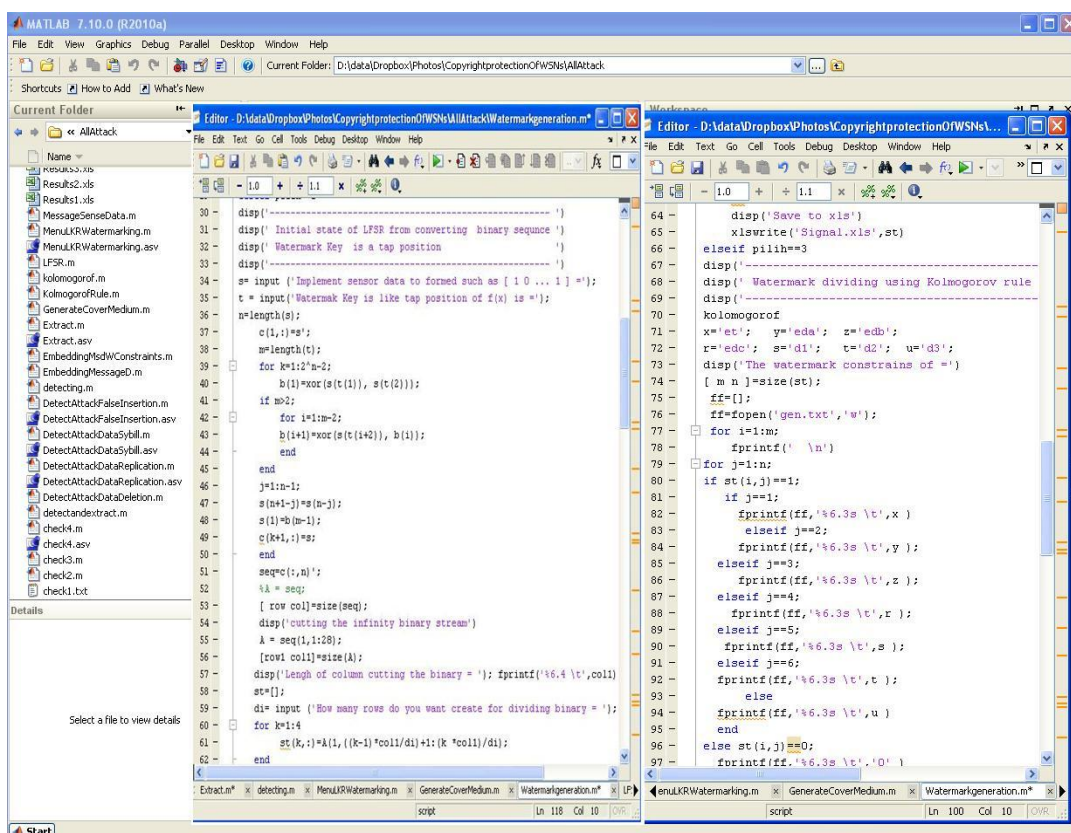 MATLAB 7.10.0 (R2010a)
File Edit View Graphics Debug Parallel Desktop Window Help
Current Folder: D:\data\Dropbox\Photos\CopyrightprotectionOfWSNs\AllAttack
Shortcuts How to Add What's New
Current Folder
« AllAttack
Name
Results3.xls
Results2.xls
Results1.xls
MessageSenseData.m
MenuLKRWatermarking.m
MenuLKRWatermarking.asv
LFSR.m
kolomogorof.m
KolmogorofRule.m
GenerateCoverMedium.m
Extract.m
Extract.asv
EmbeddingMsdWConstraints.m
EmbeddingMessageD.m
detecting.m
DetectAttackFalseInsertion.m
DetectAttackFalseInsertion.asv
DetectAttackDataSybill.m
DetectAttackDataSybill.asv
DetectAttackDataReplication.m
DetectAttackDataReplication.asv
DetectAttackDataDeletion.m
detectandextract.m
check4.m
check4.asv
check3.m
check2.m
check1.txt
Details
Select a file to view details
Start
Editor - D:\data\Dropbox\Photos\CopyrightprotectionOfWSNs\AllAttack\Watermarkgeneration.m*
File Edit Text Go Cell Tools Debug Desktop Window Help
- 1.0 + ÷ 1.1 ×
30 - disp('------------------------------------------------------- ')
31 - disp(' Initial state of LFSR from converting binary sequnce ')
32 - disp(' Watermark Key is a tap position ')
33 - disp('------------------------------------------------------- ')
34 - s= input ('Implement sensor data to formed such as [ 1 0 ... 1 ] =');
35 - t = input('Watermak Key is like tap position of f(x) is =');
36 - n=length(s);
37 - c(1,:)=s';
38 - m=length(t);
39 - for k=1:2^n-2;
40 - b(1)=xor(s(t(1)), s(t(2)));
41 - if m>2;
42 - for i=1:m-2;
43 - b(i+1)=xor(s(t(i+2)), b(i));
44 - end
45 - end
46 - j=1:n-1;
47 - s(n+1-j)=s(n-j);
48 - s(1)=b(m-1);
49 - c(k+1,:)=s;
50 - end
51 - seq=c(:,n)';
52 %A = seq;
53 - [ row col]=size(seq);
54 - disp('cutting the infinity binary stream')
55 - A = seq(1,1:28);
56 - [row1 col1]=size(A);
57 - disp('Lengh of column cutting the binary = '); fprintf('%6.4 \t',col1)
58 - st=[];
59 - di= input ('How many rows do you want create for dividing binary = ');
60 - for k=1:4
61 - st(k,:)=A(1,((k-1)*col1/di)+1:(k *col1)/di);
62 - end
Extract.m* × detecting.m × MenuLKRWatermarking.m × GenerateCoverMedium.m × Watermarkgeneration.m* ×
script Ln 118 Col 10 OVR
Workspace
Editor - D:\data\Dropbox\Photos\CopyrightprotectionOfWSNs\...
File Edit Text Go Cell Tools Debug Desktop Window Help
- 1.0 + ÷ 1.1 ×
64 - disp('Save to xls')
65 - xlswrite('Signal.xls',st)
66 - elseif pilih==3
67 - disp('---------------------------------------
68 - disp(' Watermark dividing using Kolmogorov rule
69 - disp('---------------------------------------
70 - kolomogorof
71 - x='et'; y='eda'; z='edb';
72 - r='edc'; s='d1'; t='d2'; u='d3';
73 - disp('The watermark constrains of =')
74 - [ m n ]=size(st);
75 - ff=[];
76 - ff=fopen('gen.txt','w');
77 - for i=1:m;
78 - fprintf(' \n')
79 - for j=1:n;
80 - if st(i,j)==1;
81 - if j==1;
82 - fprintf(ff,'%6.3s \t',x )
83 - elseif j==2;
84 - fprintf(ff,'%6.3s \t',y );
85 - elseif j==3;
86 - fprintf(ff,'%6.3s \t',z );
87 - elseif j==4;
88 - fprintf(ff,'%6.3s \t',r );
89 - elseif j==5;
90 - fprintf(ff,'%6.3s \t',s );
91 - elseif j==6;
92 - fprintf(ff,'%6.3s \t',t );
93 - else
94 - fprintf(ff,'%6.3s \t',u )
95 - end
96 - else st(i,j)==0;
97 - fprintf(ff,'%6.3s \t','0' )
enuLKRWatermarking.m × GenerateCoverMedium.m × Watermarkgeneration.m* ×
script Ln 100 Col 10 OVR